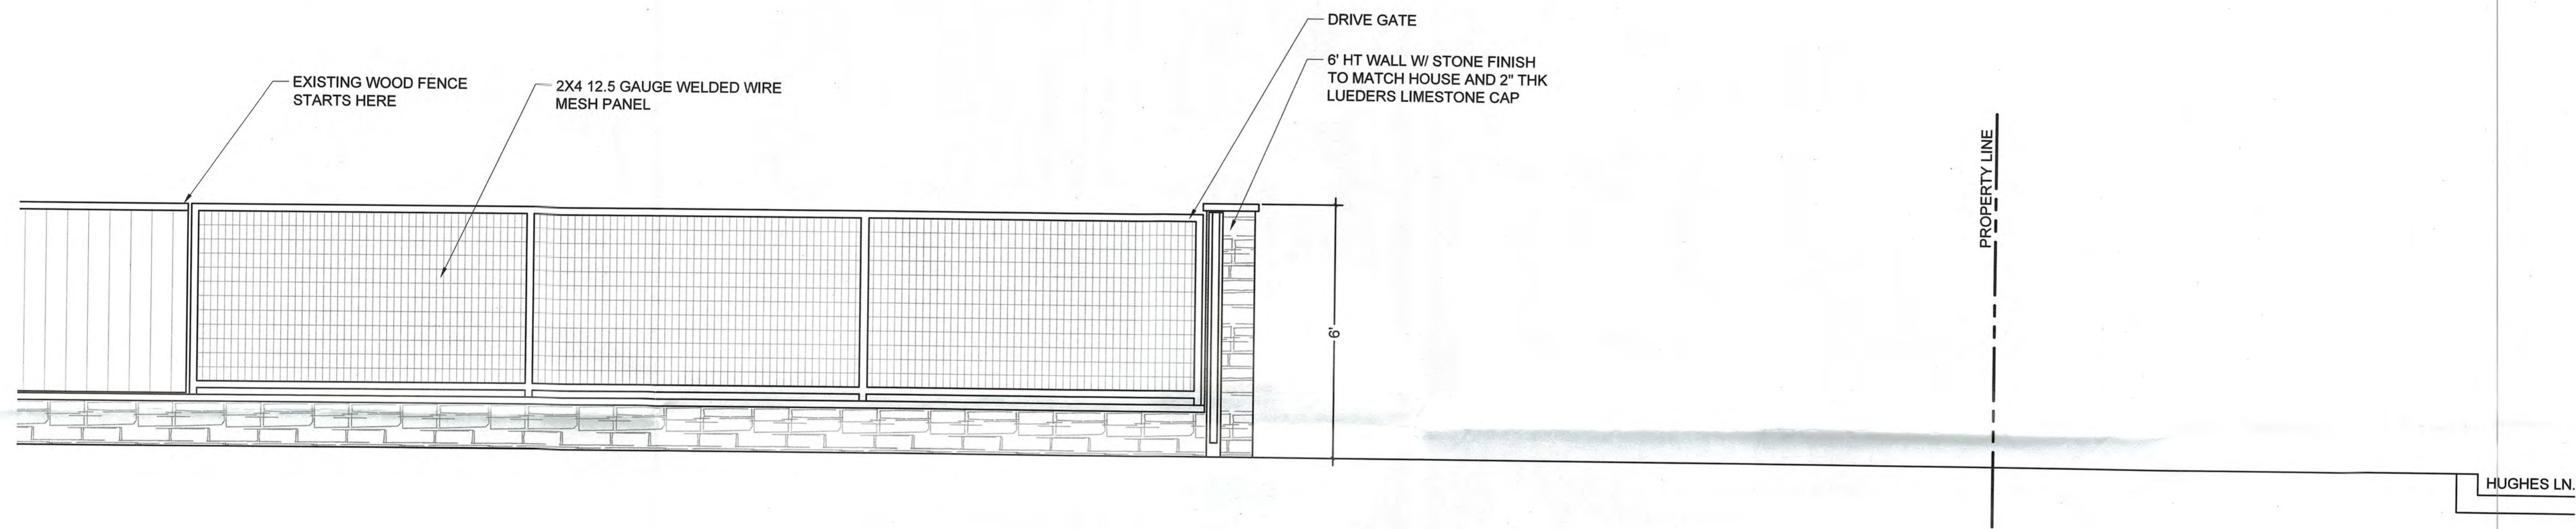 DRIVE GATE
6' HT WALL W/ STONE FINISH
TO MATCH HOUSE AND 2" THK
LUEDERS LIMESTONE CAP
EXISTING WOOD FENCE
STARTS HERE
2X4 12.5 GAUGE WELDED WIRE
MESH PANEL
PROPERTY LINE
6'
HUGHES LN.